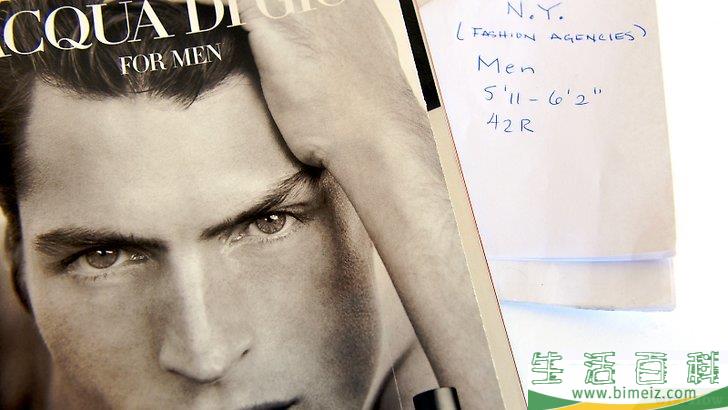 ACQUA DI GIO
FOR MEN
N.Y.
(FASHION AGENCIES)
Men
5'11 - 6'2"
42R
生活百科
www.bimeiz.com